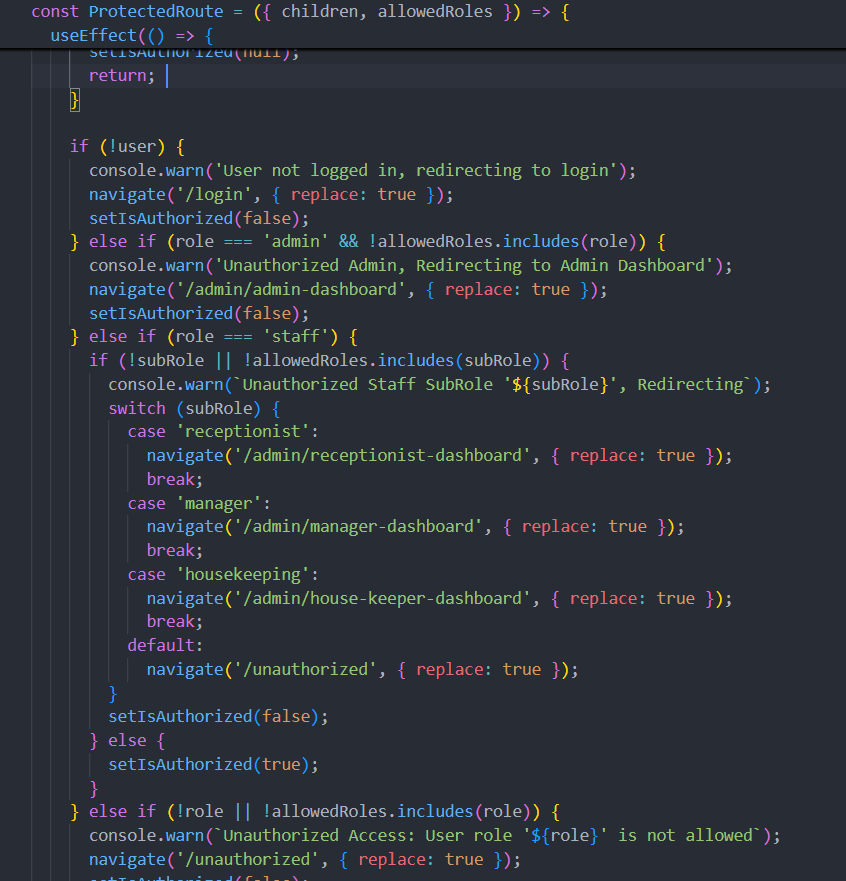 const ProtectedRoute = ({ children, allowedRoles }) => {
useEffect(() => {
setIsAuthorized(null);
return;
}
if (!user) {
console.warn('User not logged in, redirecting to login');
navigate('/login', { replace: true });
setIsAuthorized(false);
} else if (role === 'admin' && !allowedRoles.includes(role)) {
console.warn('Unauthorized Admin, Redirecting to Admin Dashboard');
navigate('/admin/admin-dashboard', { replace: true });
setIsAuthorized(false);
} else if (role === 'staff') {
if (!subRole || !allowedRoles.includes(subRole)) {
console.warn(`Unauthorized Staff SubRole '${subRole}', Redirecting`);
switch (subRole) {
case 'receptionist':
navigate('/admin/receptionist-dashboard', { replace: true });
break;
case 'manager':
navigate('/admin/manager-dashboard', { replace: true });
break;
case 'housekeeping':
navigate('/admin/house-keeper-dashboard', { replace: true });
break;
default:
navigate('/unauthorized', { replace: true });
}
setIsAuthorized(false);
} else {
setIsAuthorized(true);
}
} else if (!role || !allowedRoles.includes(role)) {
console.warn(`Unauthorized Access: User role '${role}' is not allowed`);
navigate('/unauthorized', { replace: true });
setIsAuthorized(false);